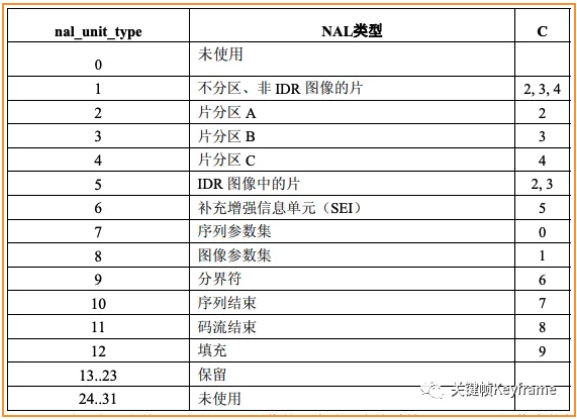 nal_unit_type NAL类型 C
0 未使用
1 不分区、非 IDR 图像的片 2, 3, 4
2 片分区 A 2
3 片分区 B 3
4 片分区 C 4
5 IDR 图像中的片 2, 3
6 补充增强信息单元（SEI） 5
7 序列参数集 0
8 图像参数集 1
9 分界符 6
10 序列结束 7
11 码流结束 8
12 填充 9
13..23 保留
24..31 未使用
关键帧Keyframe